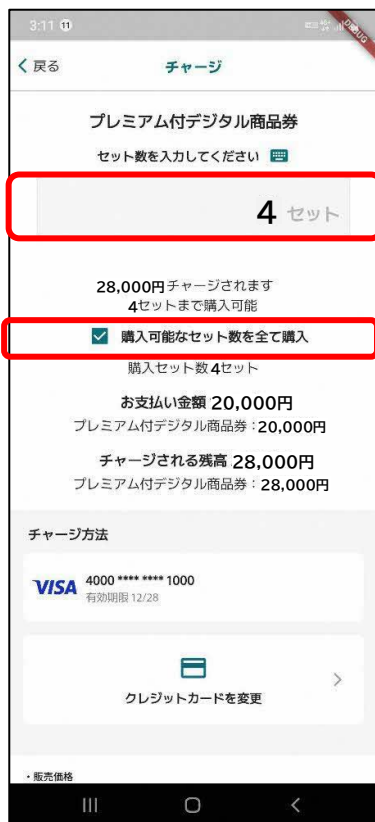 3:11 11
DEBUG
戻る
チャージ
プレミアム付デジタル商品券
セット数を入力してください
4 セット
28,000円チャージされます
4セットまで購入可能
購入可能なセット数を全て購入
購入セット数4セット
お支払い金額 20,000円
プレミアム付デジタル商品券：20,000円
チャージされる残高 28,000円
プレミアム付デジタル商品券：28,000円
チャージ方法
VISA 4000 **** **** 1000
有効期限 12/28
クレジットカードを変更
・販売価格